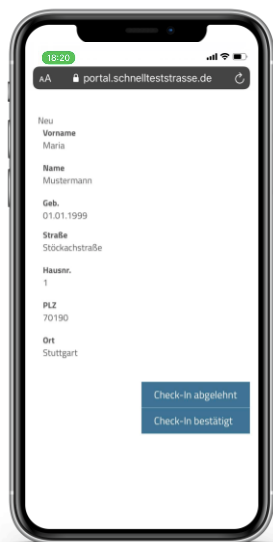 18:20
AA portal.schnellteststrasse.de
Neu
Vorname
Maria
Name
Mustermann
Geb.
01.01.1999
Straße
Stöckachstraße
Hausnr.
1
PLZ
70190
Ort
Stuttgart
Check-In abgelehnt
Check-In bestätigt